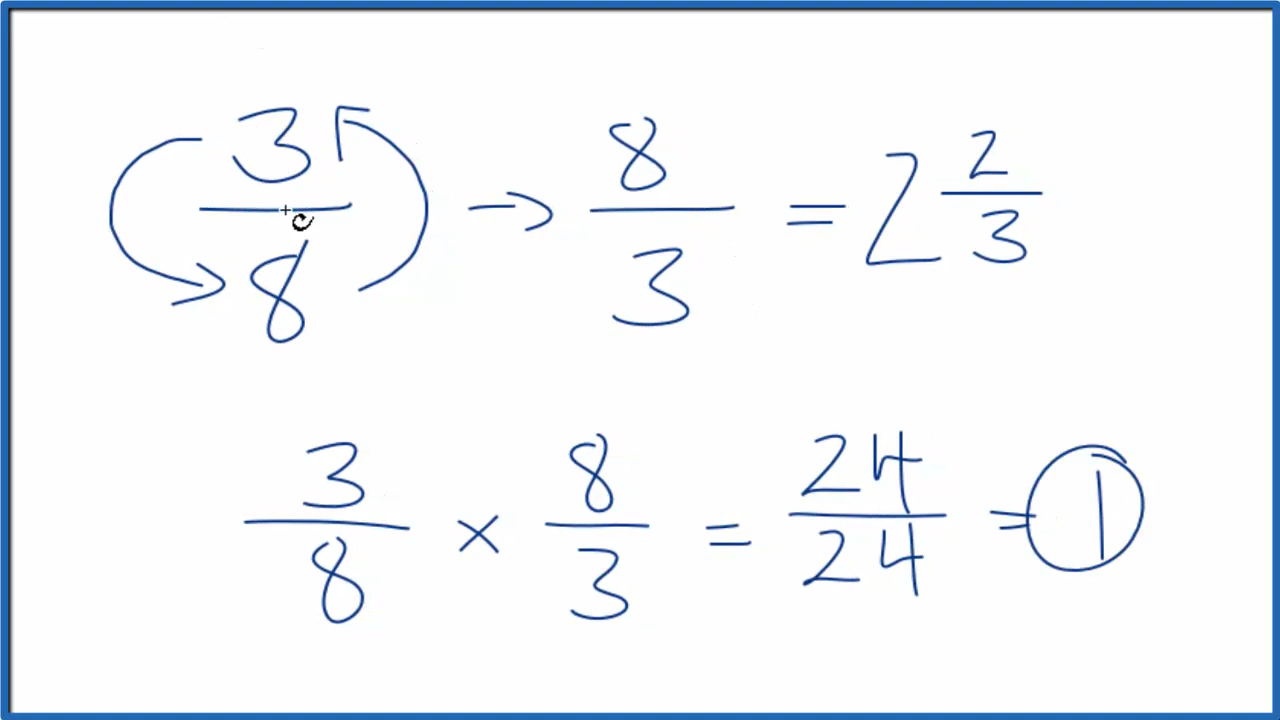 3/8 → 8/3 = 2 2/3
3/8 × 8/3 = 24/24 = 1